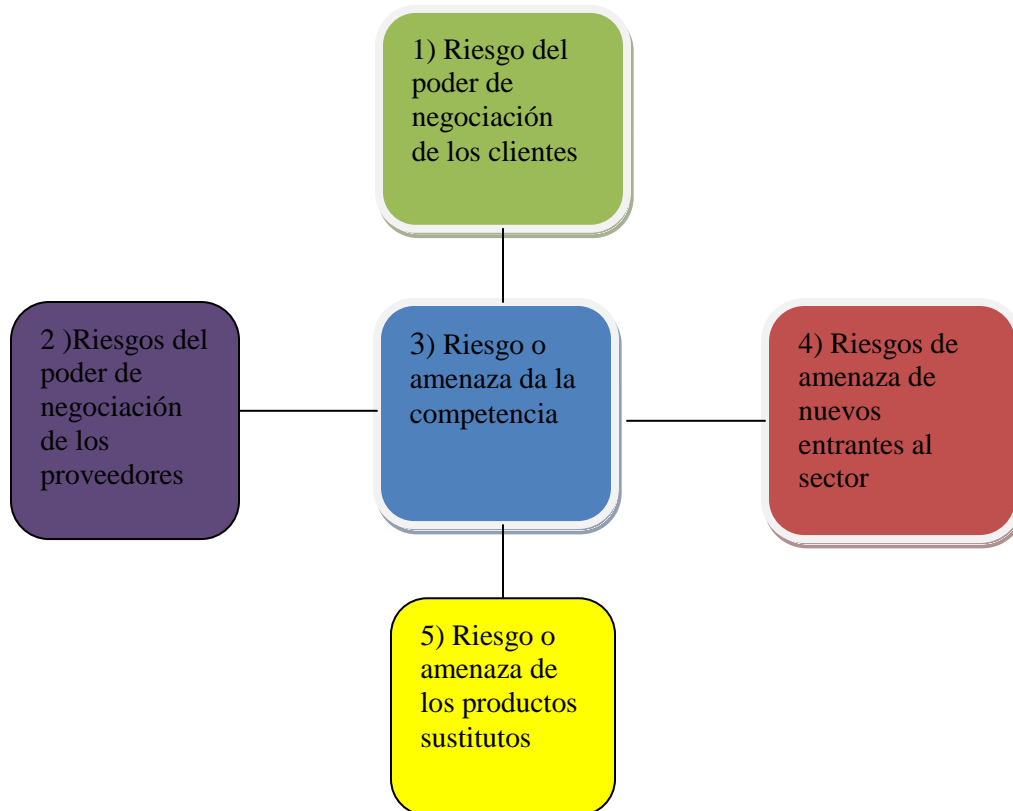 1) Riesgo del
poder de
negociación
de los clientes
2 )Riesgos del
poder de
negociación
de los
proveedores
3) Riesgo o
amenaza da la
competencia
4) Riesgos de
amenaza de
nuevos
entrantes al
sector
5) Riesgo o
amenaza de
los productos
sustitutos